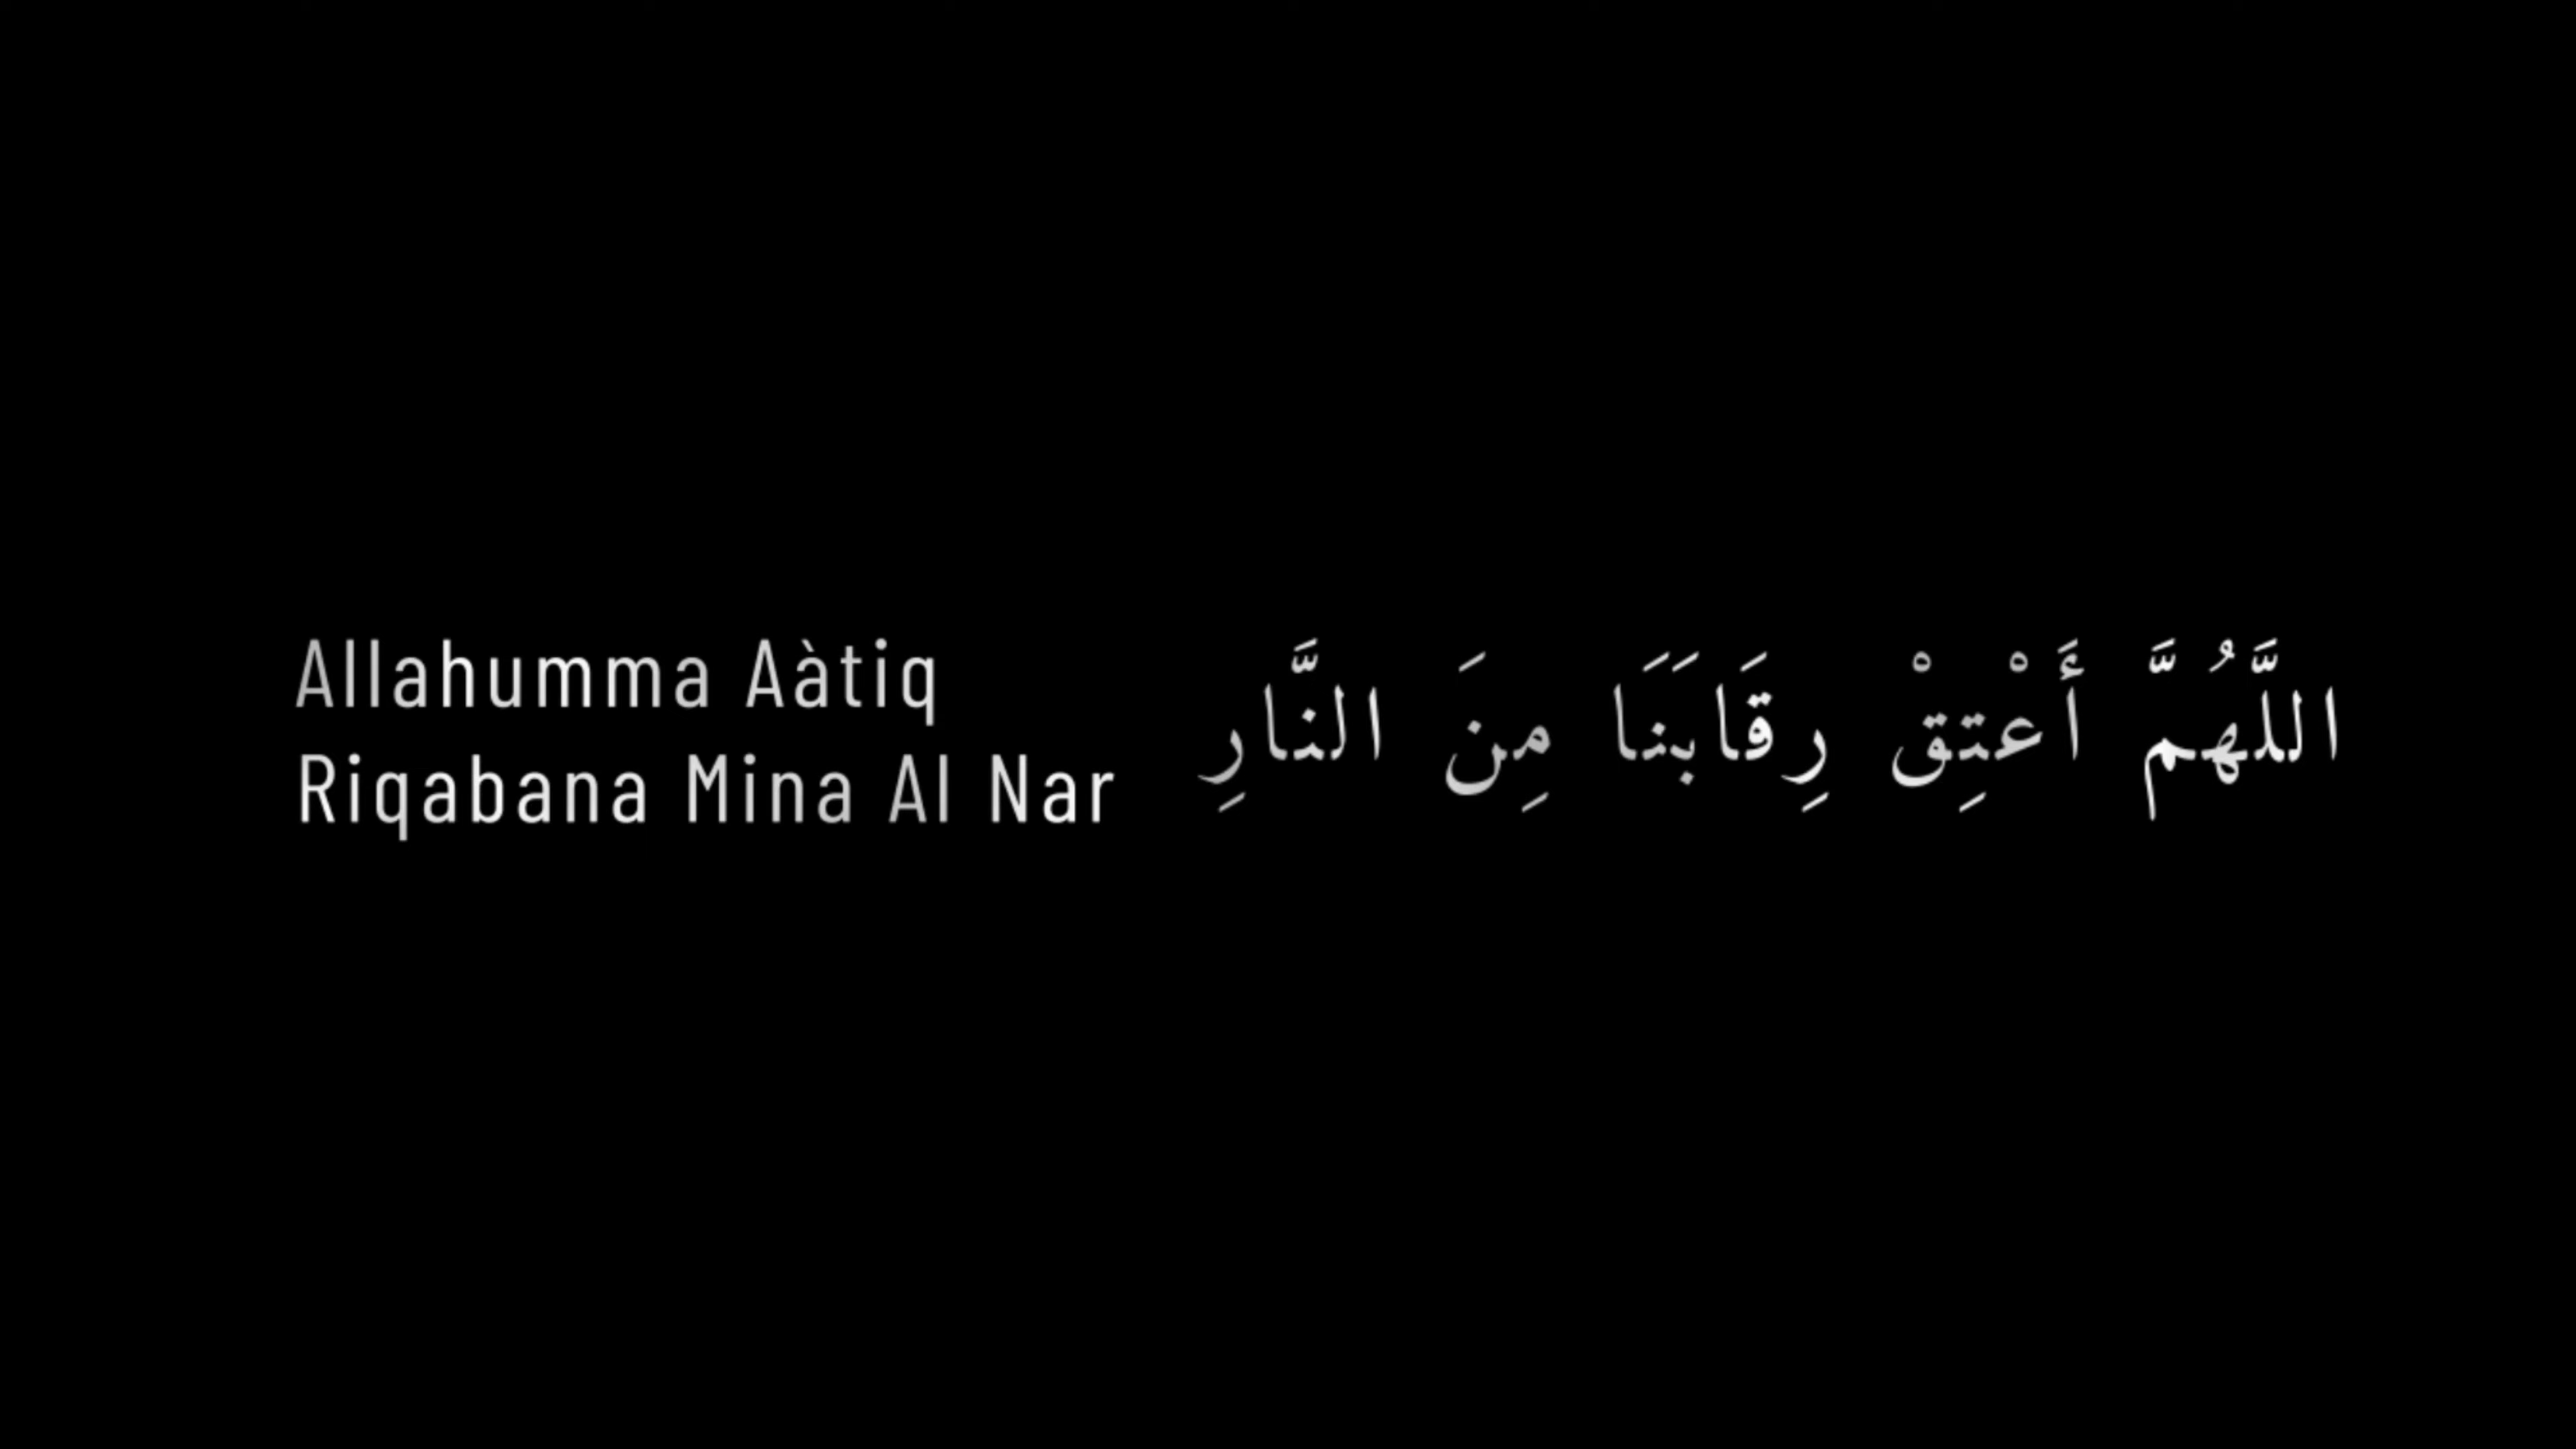 Allahumma Aàtiq
Riqabana Mina Al Nar
اللَّهُمَّ أَعْتِقْ رِقَابَنَا مِنَ النَّارِ